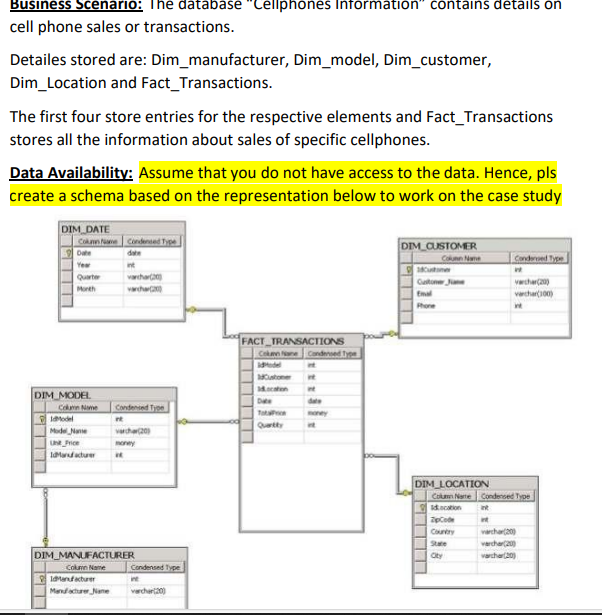 Business Scenario: The database "Cellphones Information" contains details on
cell phone sales or transactions.
Detailes stored are: Dim_manufacturer, Dim_model, Dim_customer,
Dim_Location and Fact_Transactions.
The first four store entries for the respective elements and Fact_Transactions
stores all the information about sales of specific cellphones.
Data Availability: Assume that you do not have access to the data. Hence, pls
create a schema based on the representation below to work on the case study
DIM_DATE
Column Name Condensed Type
Date date
Year int
Quarter varchar(20)
Month varchar(20)
DIM_CUSTOMER
Column Name Condensed Type
IdCustomer int
Customer_Name varchar(20)
Email varchar(100)
Phone int
FACT_TRANSACTIONS
Column Name Condensed Type
IdModel int
IdCustomer int
IdLocation int
Date date
TotalPrice money
Quantity int
DIM_MODEL
Column Name Condensed Type
IdModel int
Model_Name varchar(20)
Unit_Price money
IdManufacturer int
DIM_LOCATION
Column Name Condensed Type
IdLocation int
ZipCode int
Country varchar(20)
State varchar(20)
City varchar(20)
DIM_MANUFACTURER
Column Name Condensed Type
IdManufacturer int
Manufacturer_Name varchar(20)